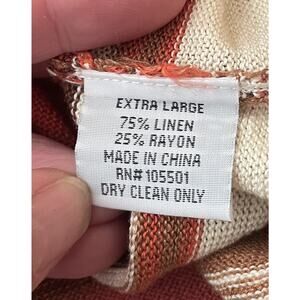 EXTRA LARGE
75% LINEN
25% RAYON
MADE IN CHINA
RN#105501
DRY CLEAN ONLY